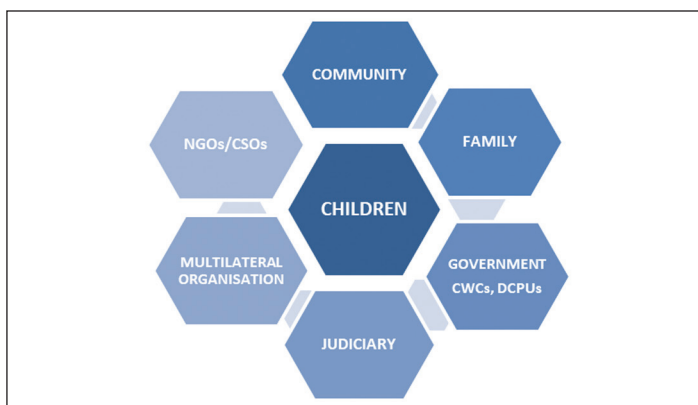 COMMUNITY
NGOs/CSOs
FAMILY
CHILDREN
MULTILATERAL
ORGANISATION
GOVERNMENT
CWCs, DCPUs
JUDICIARY